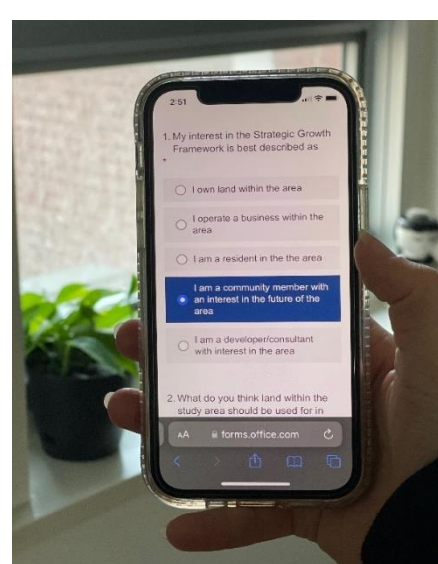 2:51
1. My interest in the Strategic Growth
Framework is best described as
*
I own land within the area
I operate a business within the
area
I am a resident in the the area
I am a community member with
an interest in the future of the
area
I am a developer/consultant
with interest in the area
2. What do you think land within the
study area should be used for in
AA forms.office.com